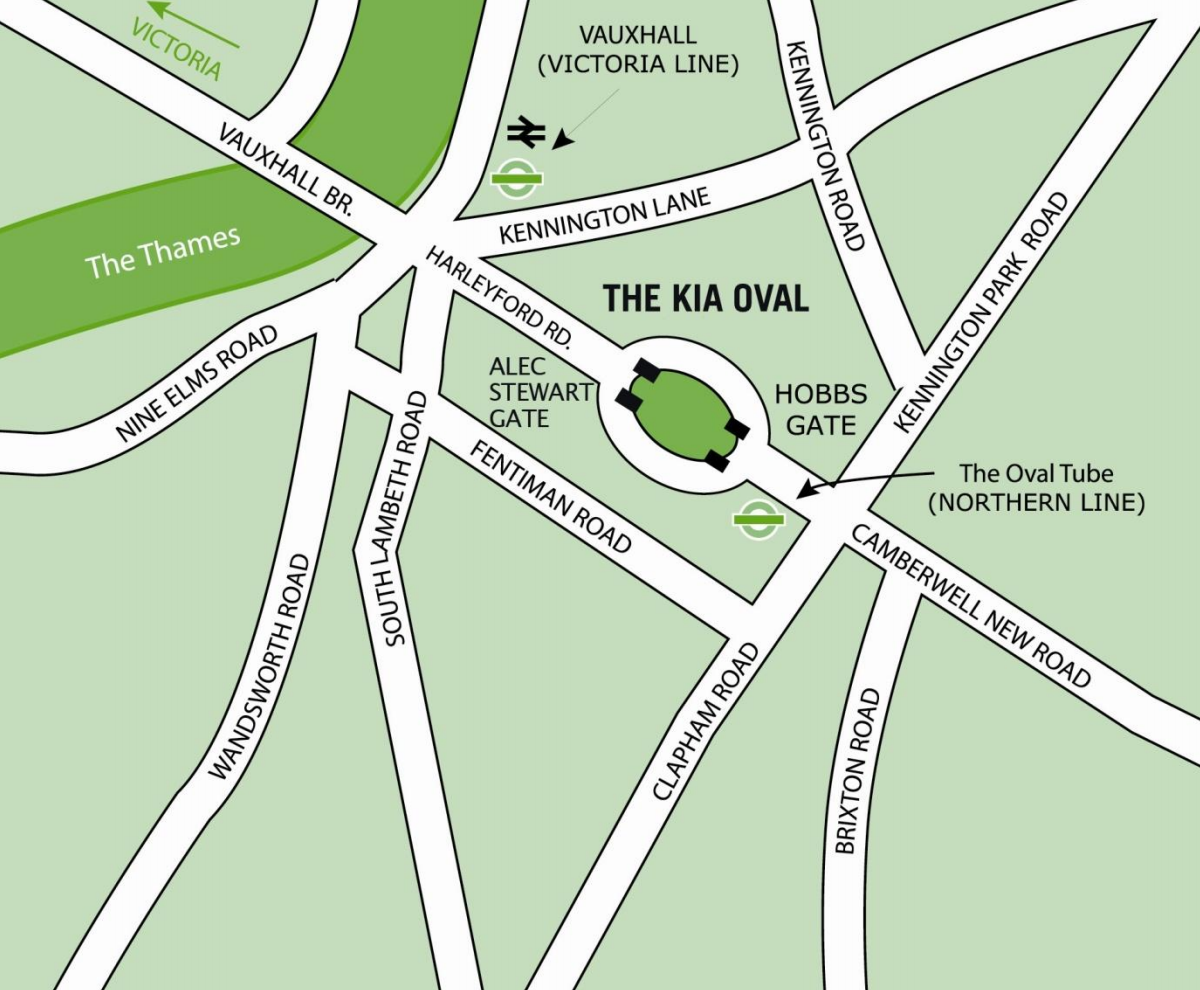 VICTORIA
VAUXHALL
(VICTORIA LINE)
KENNINGTON ROAD
VAUXHALL BR.
KENNINGTON LANE
The Thames
HARLEYFORD RD.
THE KIA OVAL
KENNINGTON PARK ROAD
NINE ELMS ROAD
ALEC
STEWART
GATE
HOBBS
GATE
SOUTH LAMBETH ROAD
FENTIMAN ROAD
The Oval Tube
(NORTHERN LINE)
CAMBERWELL NEW ROAD
WANDSWORTH ROAD
CLAPHAM ROAD
BRIXTON ROAD